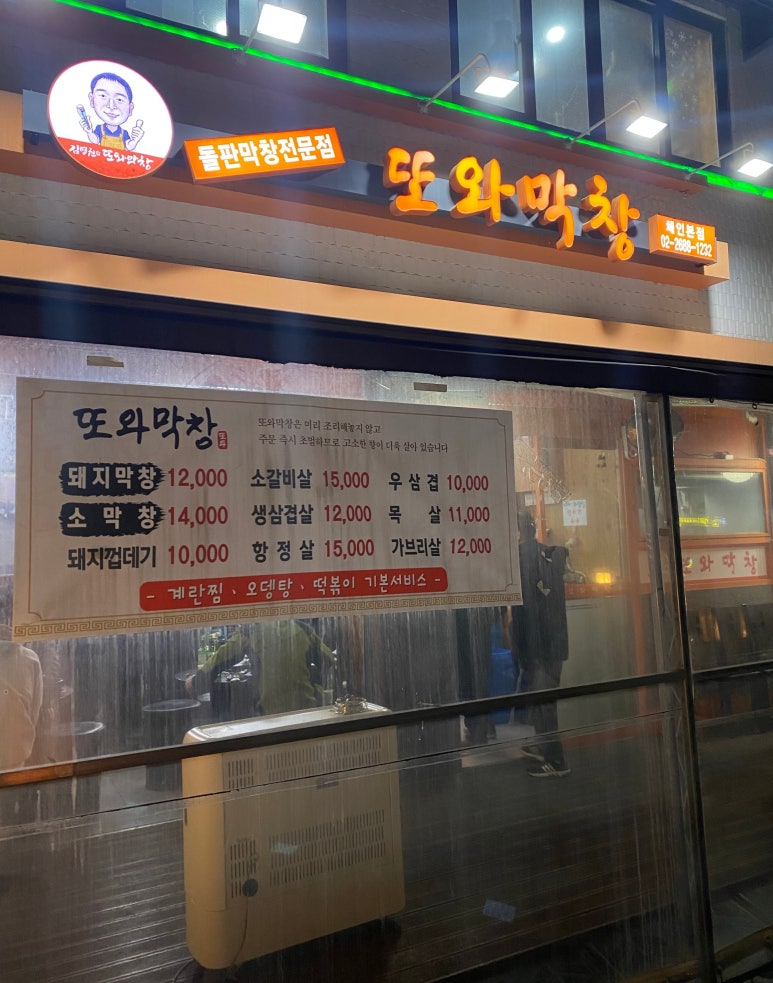 또와막창
돌판막창전문점
또와막창
체인본점
02-2688-1232
또와막창
또와막창은 미리 조리해놓지 않고
주문 즉시 초벌하므로 고소한 향이 더욱 살아 있습니다
돼지막창 12,000 소갈비살 15,000 우삼겹 10,000
소막창 14,000 생삼겹살 12,000 목살 11,000
돼지껍데기 10,000 항정살 15,000 가브리살 12,000
- 계란찜、오뎅탕、떡볶이 기본서비스 -
또와막창